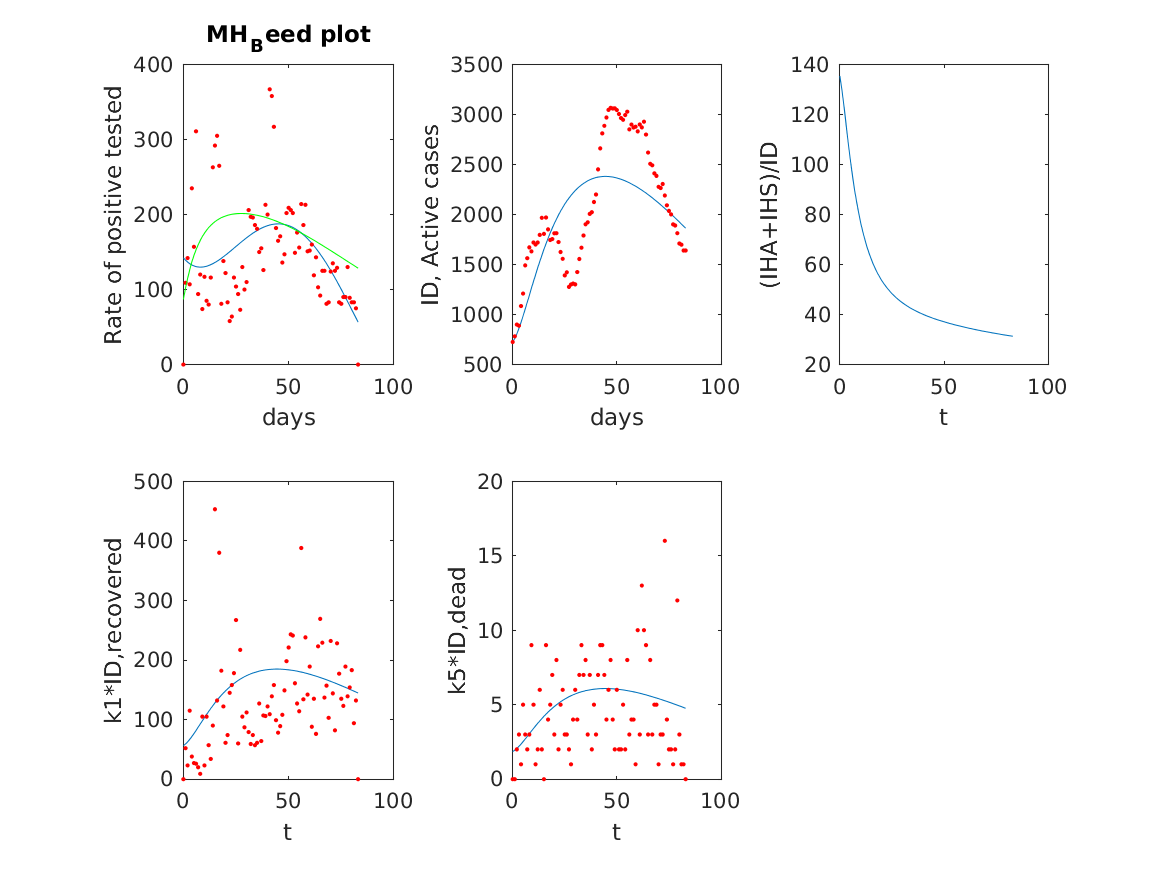 MH_Beed plot
400
300
200
100
0
Rate of positive tested
0 50 100
days
3500
3000
2500
2000
1500
1000
500
ID, Active cases
0 50 100
days
140
120
100
80
60
40
20
(IHA+IHS)/ID
0 50 100
t
500
400
300
200
100
0
k1*ID,recovered
0 50 100
t
20
15
10
5
0
k5*ID,dead
0 50 100
t